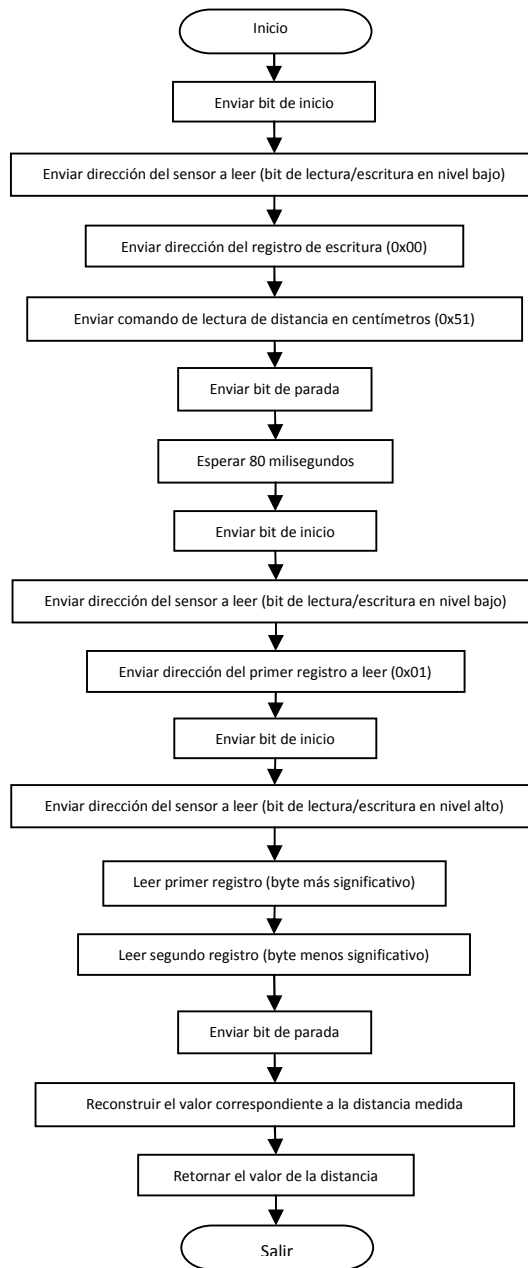 Inicio
Enviar bit de inicio
Enviar dirección del sensor a leer (bit de lectura/escritura en nivel bajo)
Enviar dirección del registro de escritura (0x00)
Enviar comando de lectura de distancia en centímetros (0x51)
Enviar bit de parada
Esperar 80 milisegundos
Enviar bit de inicio
Enviar dirección del sensor a leer (bit de lectura/escritura en nivel bajo)
Enviar dirección del primer registro a leer (0x01)
Enviar bit de inicio
Enviar dirección del sensor a leer (bit de lectura/escritura en nivel alto)
Leer primer registro (byte más significativo)
Leer segundo registro (byte menos significativo)
Enviar bit de parada
Reconstruir el valor correspondiente a la distancia medida
Retornar el valor de la distancia
Salir